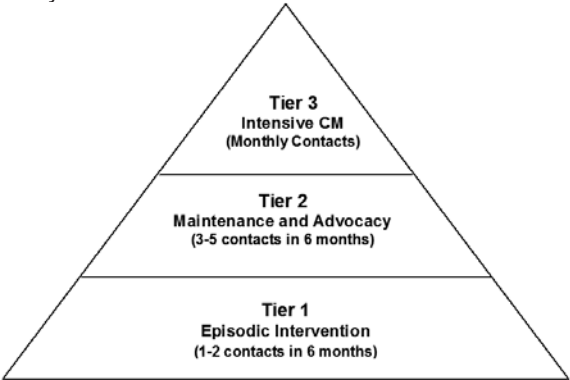 Tier 3
Intensive CM
(Monthly Contacts)
Tier 2
Maintenance and Advocacy
(3-5 contacts in 6 months)
Tier 1
Episodic Intervention
(1-2 contacts in 6 months)